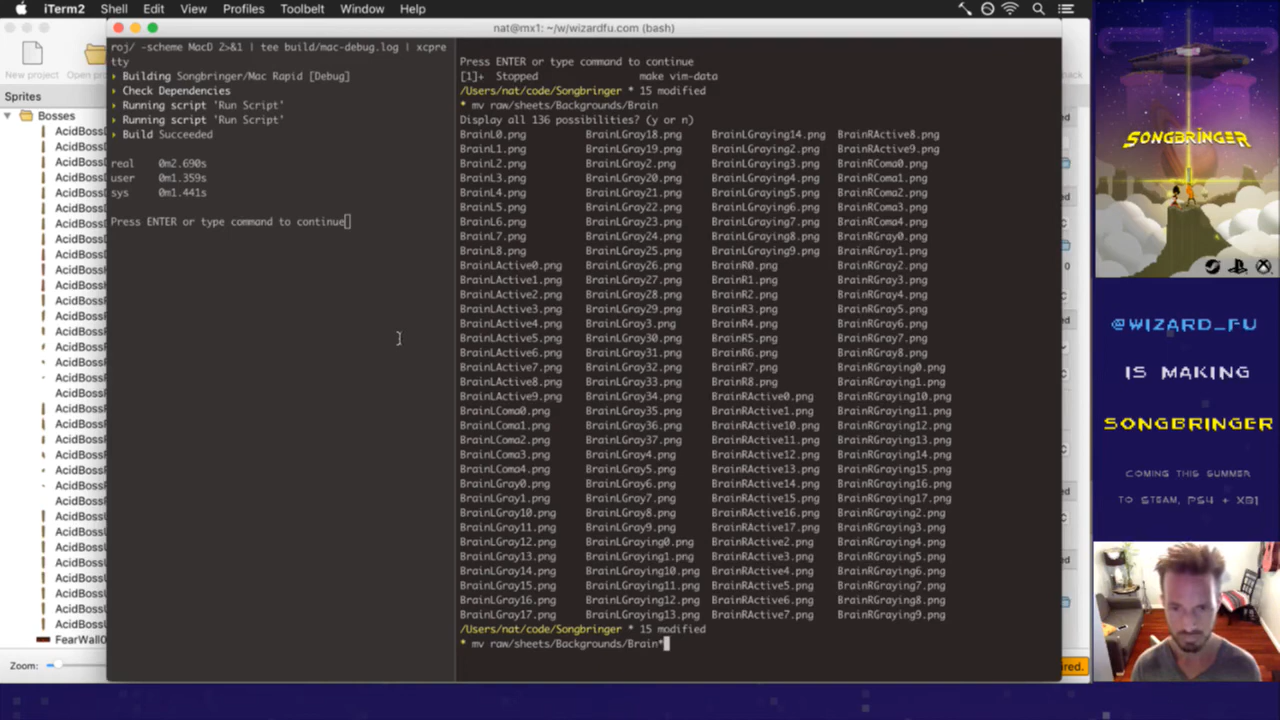 iTerm2 Shell Edit View Profiles Toolbelt Window Help
nat@mx1: ~/w/wizardfu.com (bash)
New project
Sprites
Bosses
AcidBossD
AcidBossF
AcidBossR
AcidBossU
FearWall0
Zoom:
roj/ -scheme MacD 2>&1 | tee build/mac-debug.log | xcpre
tty
Building Songbringer/Mac Rapid [Debug]
Check Dependencies
Running script 'Run Script'
Running script 'Run Script'
Build Succeeded
real 0m2.690s
user 0m1.359s
sys 0m1.441s
Press ENTER or type command to continue
Press ENTER or type command to continue
[1]+ Stopped make vim-data
/Users/nat/code/Songbringer * 15 modified
* mv raw/sheets/Backgrounds/Brain
Display all 136 possibilities? (y or n)
BrainL0.png BrainLGray18.png BrainLGraying14.png BrainRActive8.png
BrainL1.png BrainLGray19.png BrainLGraying2.png BrainRActive9.png
BrainL2.png BrainLGray2.png BrainLGraying3.png BrainRComa0.png
BrainL3.png BrainLGray20.png BrainLGraying4.png BrainRComa1.png
BrainL4.png BrainLGray21.png BrainLGraying5.png BrainRComa2.png
BrainL5.png BrainLGray22.png BrainLGraying6.png BrainRComa3.png
BrainL6.png BrainLGray23.png BrainLGraying7.png BrainRComa4.png
BrainL7.png BrainLGray24.png BrainLGraying8.png BrainRGray0.png
BrainL8.png BrainLGray25.png BrainLGraying9.png BrainRGray1.png
BrainLActive0.png BrainLGray26.png BrainR0.png BrainRGray2.png
BrainLActive1.png BrainLGray27.png BrainR1.png BrainRGray3.png
BrainLActive2.png BrainLGray28.png BrainR2.png BrainRGray4.png
BrainLActive3.png BrainLGray29.png BrainR3.png BrainRGray5.png
BrainLActive4.png BrainLGray3.png BrainR4.png BrainRGray6.png
BrainLActive5.png BrainLGray30.png BrainR5.png BrainRGray7.png
BrainLActive6.png BrainLGray31.png BrainR6.png BrainRGray8.png
BrainLActive7.png BrainLGray32.png BrainR7.png BrainRGraying0.png
BrainLActive8.png BrainLGray33.png BrainR8.png BrainRGraying1.png
BrainLActive9.png BrainLGray34.png BrainRActive0.png BrainRGraying10.png
BrainLComa0.png BrainLGray35.png BrainRActive1.png BrainRGraying11.png
BrainLComa1.png BrainLGray36.png BrainRActive10.png BrainRGraying12.png
BrainLComa2.png BrainLGray37.png BrainRActive11.png BrainRGraying13.png
BrainLComa3.png BrainLGray4.png BrainRActive12.png BrainRGraying14.png
BrainLComa4.png BrainLGray5.png BrainRActive13.png BrainRGraying15.png
BrainLGray0.png BrainLGray6.png BrainRActive14.png BrainRGraying16.png
BrainLGray1.png BrainLGray7.png BrainRActive15.png BrainRGraying17.png
BrainLGray10.png BrainLGray8.png BrainRActive16.png BrainRGraying2.png
BrainLGray11.png BrainLGray9.png BrainRActive17.png BrainRGraying3.png
BrainLGray12.png BrainLGraying0.png BrainRActive2.png BrainRGraying4.png
BrainLGray13.png BrainLGraying1.png BrainRActive3.png BrainRGraying5.png
BrainLGray14.png BrainLGraying10.png BrainRActive4.png BrainRGraying6.png
BrainLGray15.png BrainLGraying11.png BrainRActive5.png BrainRGraying7.png
BrainLGray16.png BrainLGraying12.png BrainRActive6.png BrainRGraying8.png
BrainLGray17.png BrainLGraying13.png BrainRActive7.png BrainRGraying9.png
/Users/nat/code/Songbringer * 15 modified
* mv raw/sheets/Backgrounds/Brain*
SONGBRINGER
@WIZARD_FU
IS MAKING
SONGBRINGER
COMING THIS SUMMER
TO STEAM, PS4 + XB1